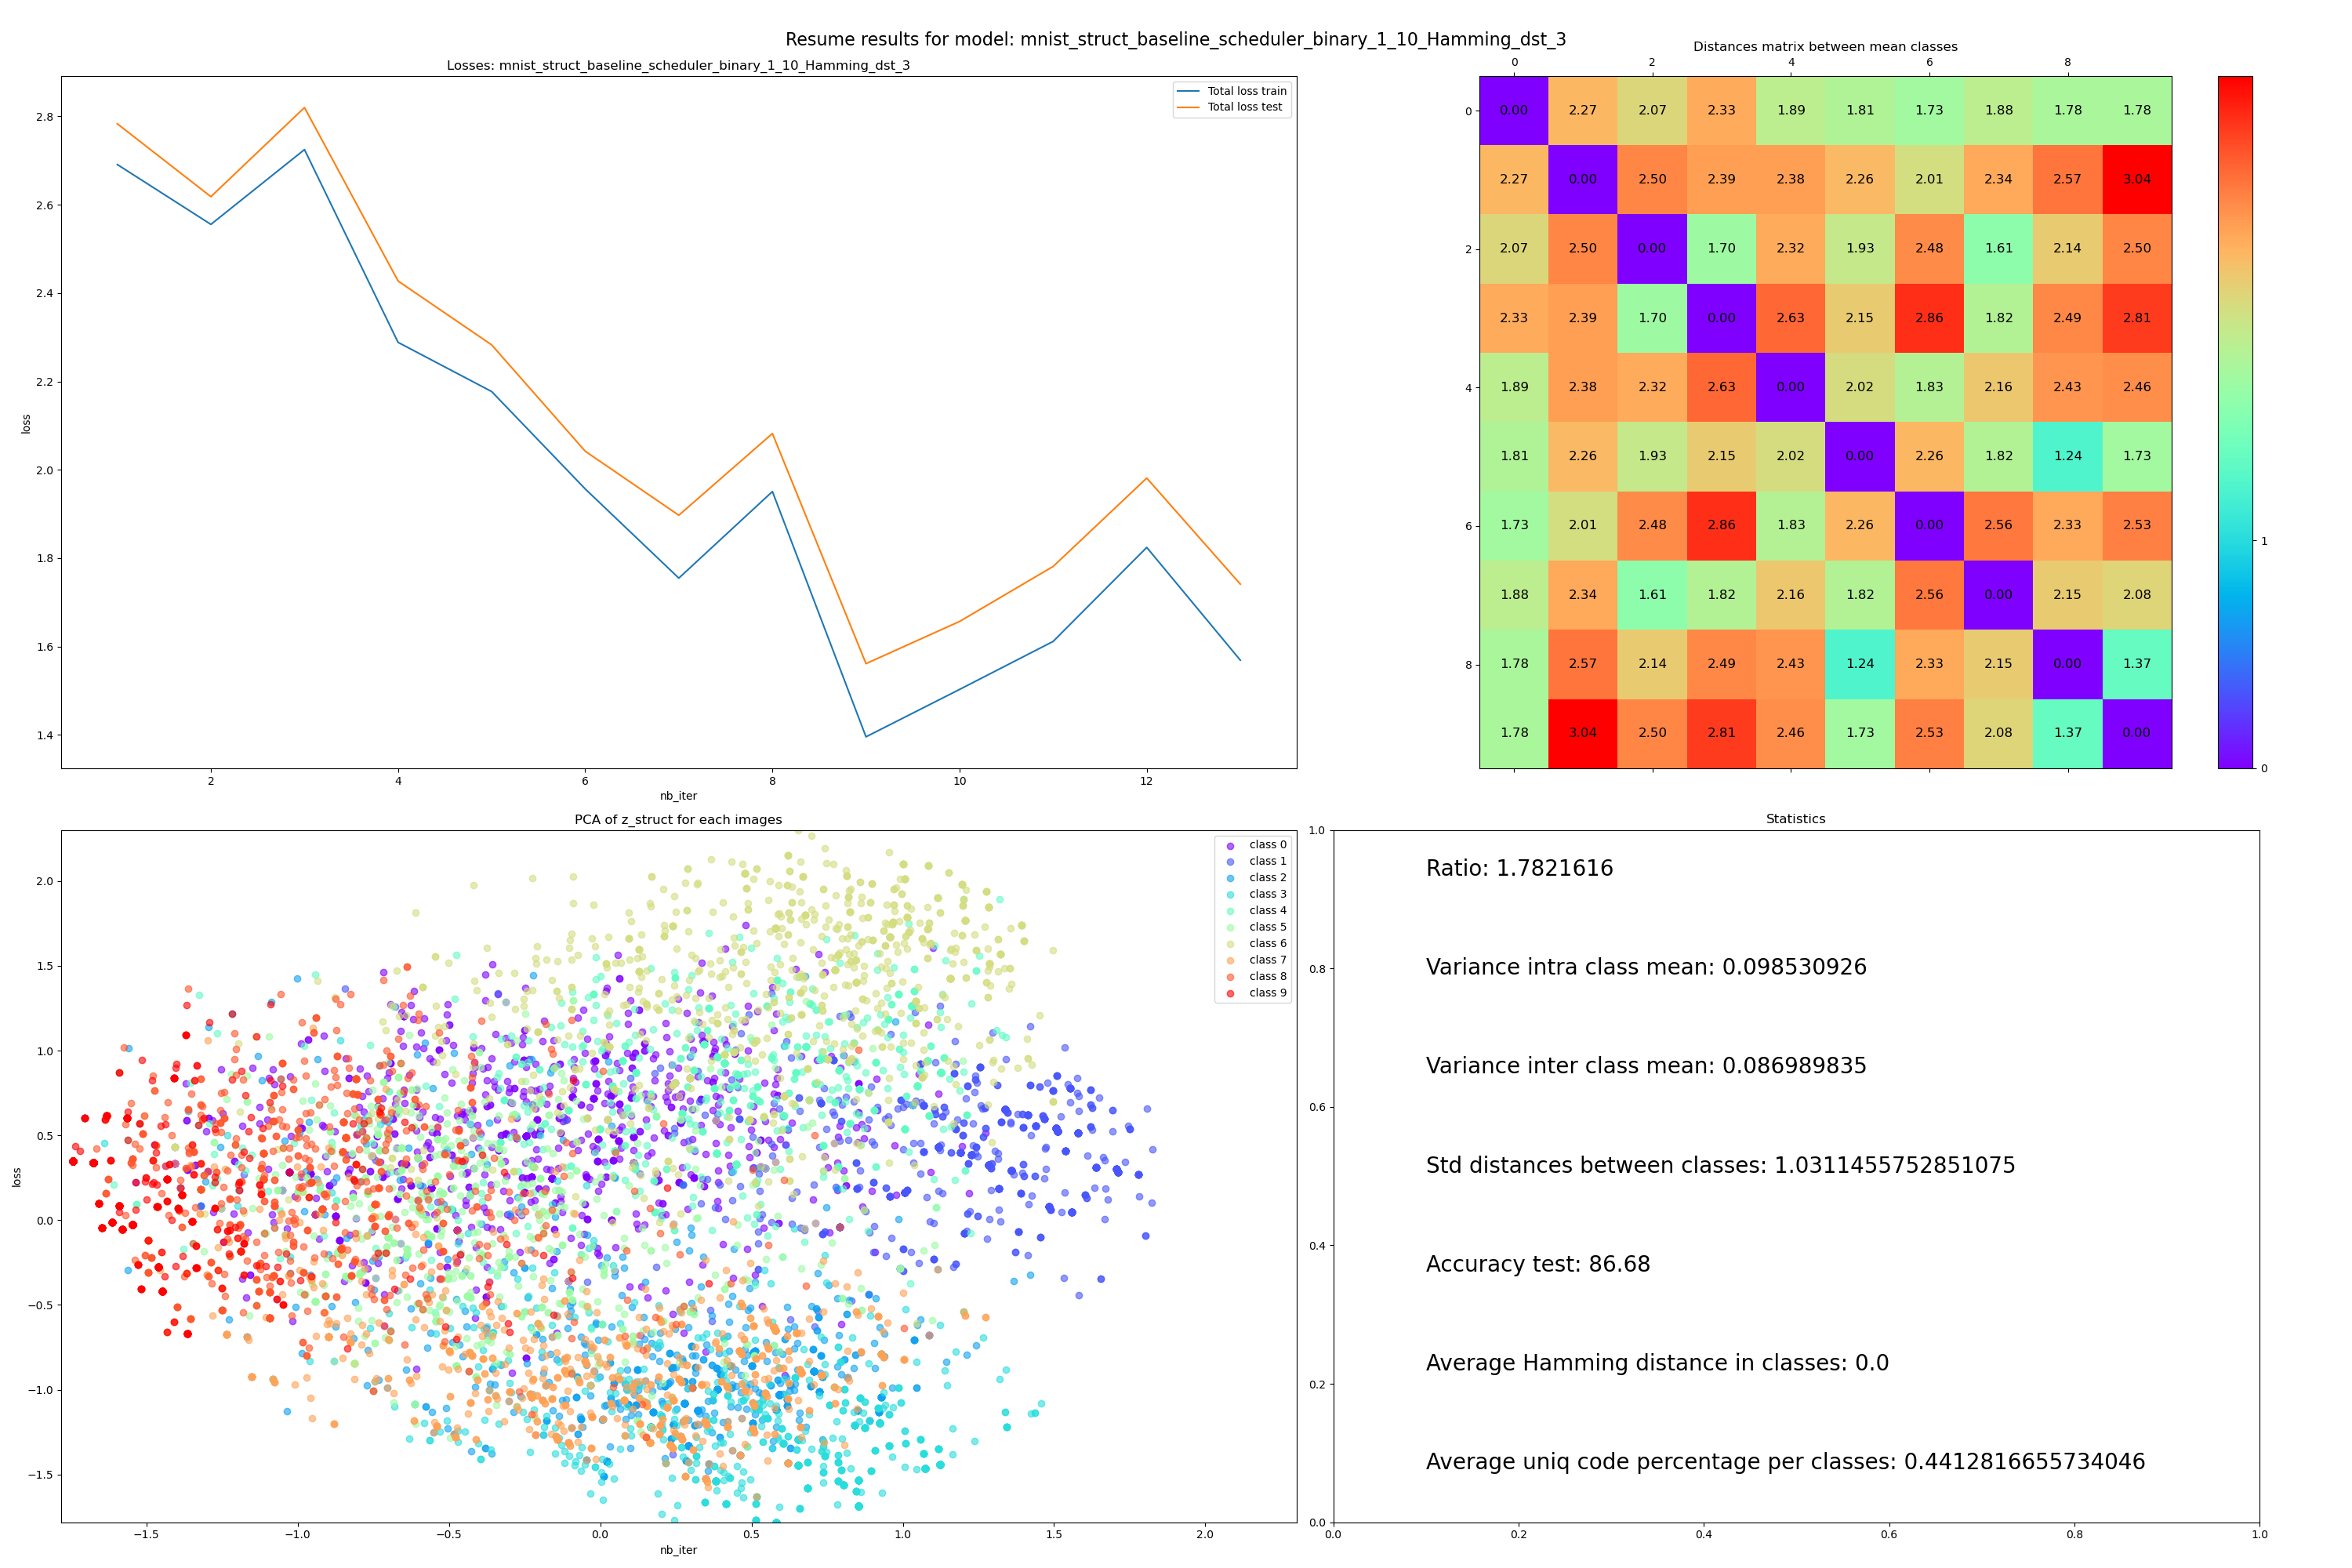 Resume results for model: mnist_struct_baseline_scheduler_binary_1_10_Hamming_dst_3
Losses: mnist_struct_baseline_scheduler_binary_1_10_Hamming_dst_3
Total loss train
Total loss test
2.8
2.6
2.4
2.2
2.0
1.8
1.6
1.4
loss
2 4 6 8 10 12
nb_iter
Distances matrix between mean classes
0 2 4 6 8
0 0.00 2.27 2.07 2.33 1.89 1.81 1.73 1.88 1.78 1.78
2.27 0.00 2.50 2.39 2.38 2.26 2.01 2.34 2.57 3.04
2 2.07 2.50 0.00 1.70 2.32 1.93 2.48 1.61 2.14 2.50
2.33 2.39 1.70 0.00 2.63 2.15 2.86 1.82 2.49 2.81
4 1.89 2.38 2.32 2.63 0.00 2.02 1.83 2.16 2.43 2.46
1.81 2.26 1.93 2.15 2.02 0.00 2.26 1.82 1.24 1.73
6 1.73 2.01 2.48 2.86 1.83 2.26 0.00 2.56 2.33 2.53
1.88 2.34 1.61 1.82 2.16 1.82 2.56 0.00 2.15 2.08
8 1.78 2.57 2.14 2.49 2.43 1.24 2.33 2.15 0.00 1.37
1.78 3.04 2.50 2.81 2.46 1.73 2.53 2.08 1.37 0.00
1
0
PCA of z_struct for each images
class 0
class 1
class 2
class 3
class 4
class 5
class 6
class 7
class 8
class 9
2.0
1.5
1.0
0.5
0.0
−0.5
−1.0
−1.5
loss
−1.5 −1.0 −0.5 0.0 0.5 1.0 1.5 2.0
nb_iter
Statistics
1.0
0.8
0.6
0.4
0.2
0.0
Ratio: 1.7821616
Variance intra class mean: 0.098530926
Variance inter class mean: 0.086989835
Std distances between classes: 1.0311455752851075
Accuracy test: 86.68
Average Hamming distance in classes: 0.0
Average uniq code percentage per classes: 0.4412816655734046
0.0 0.2 0.4 0.6 0.8 1.0